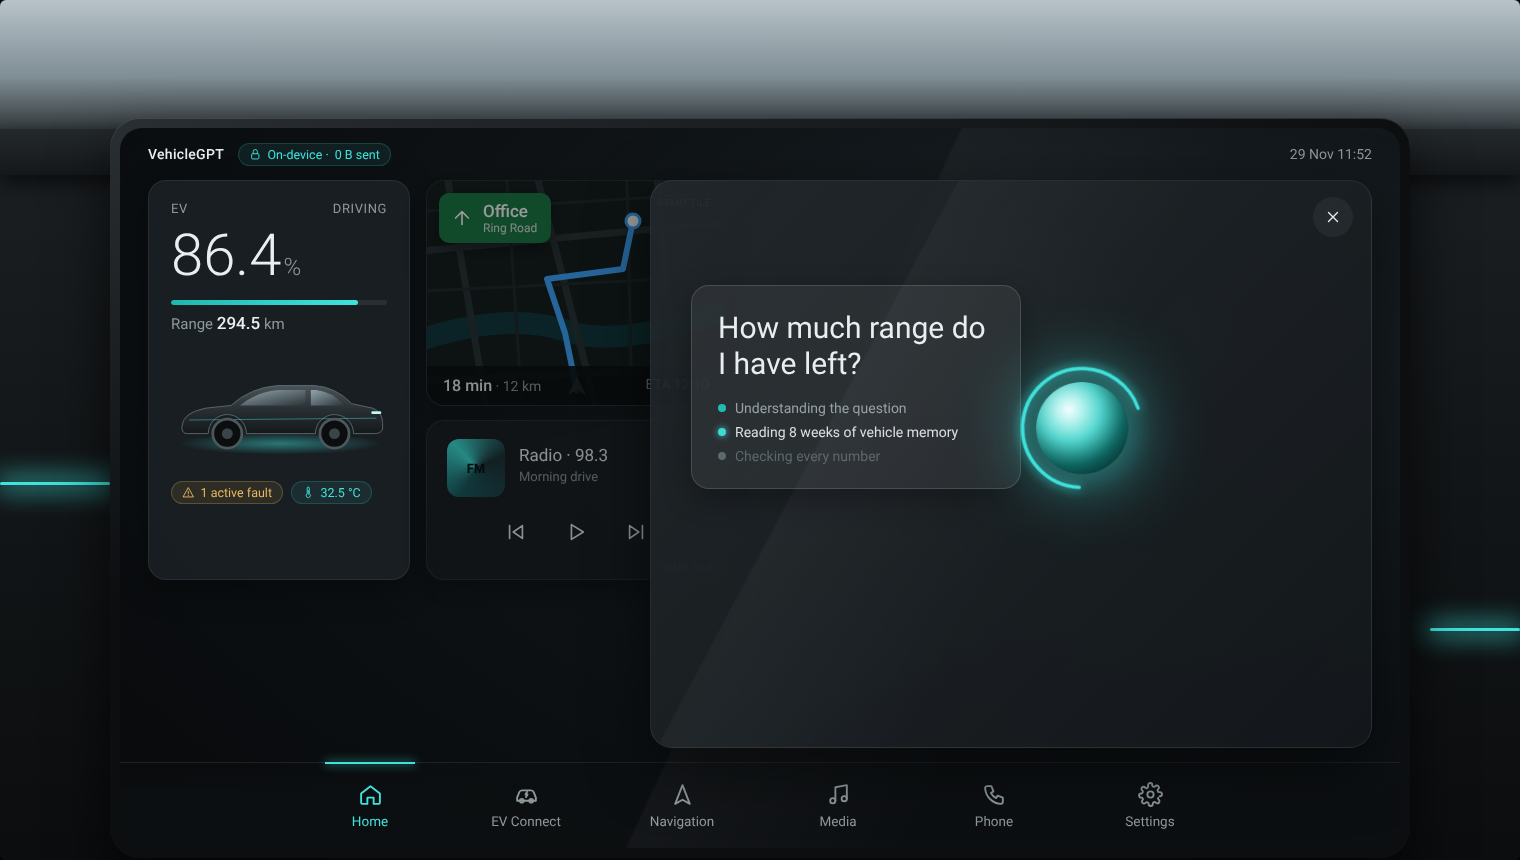 VehicleGPT
On-device · 0 B sent
29 Nov 11:52
EV
DRIVING
86.4%
Range 294.5 km
1 active fault
32.5 °C
Office
Ring Road
18 min · 12 km
FM
Radio · 98.3
Morning drive
How much range do
I have left?
Understanding the question
Reading 8 weeks of vehicle memory
Checking every number
Home
EV Connect
Navigation
Media
Phone
Settings